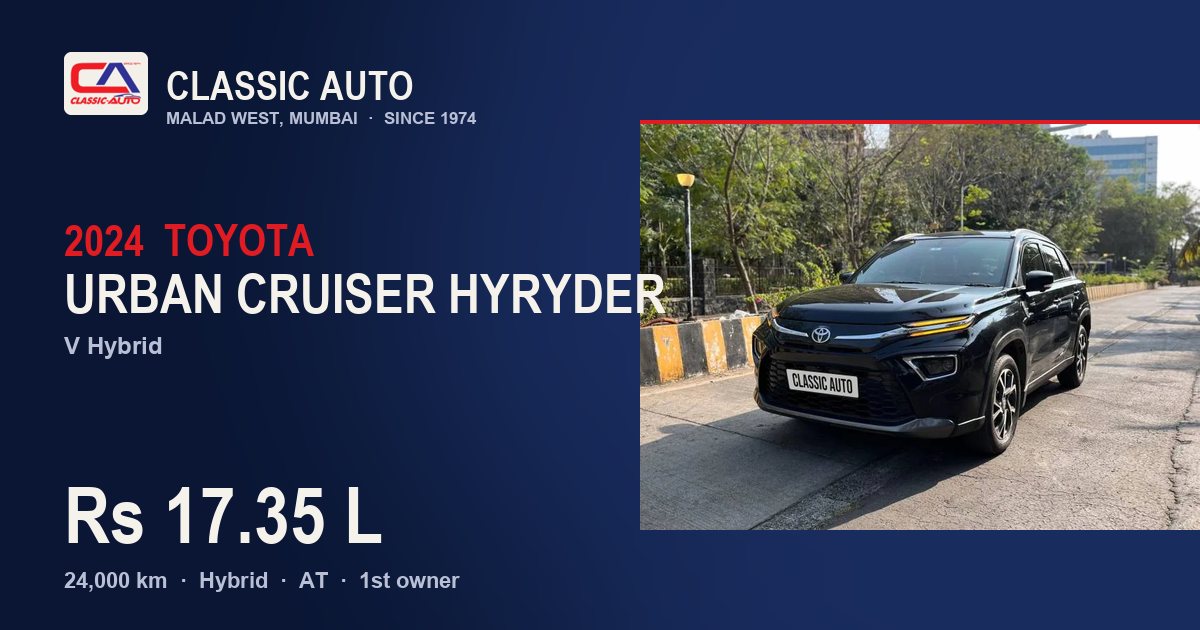 CA
CLASSIC-AUTO
CLASSIC AUTO
MALAD WEST, MUMBAI · SINCE 1974
2024 TOYOTA
URBAN CRUISER HYRYDER
V Hybrid
CLASSIC AUTO
Rs 17.35 L
24,000 km · Hybrid · AT · 1st owner